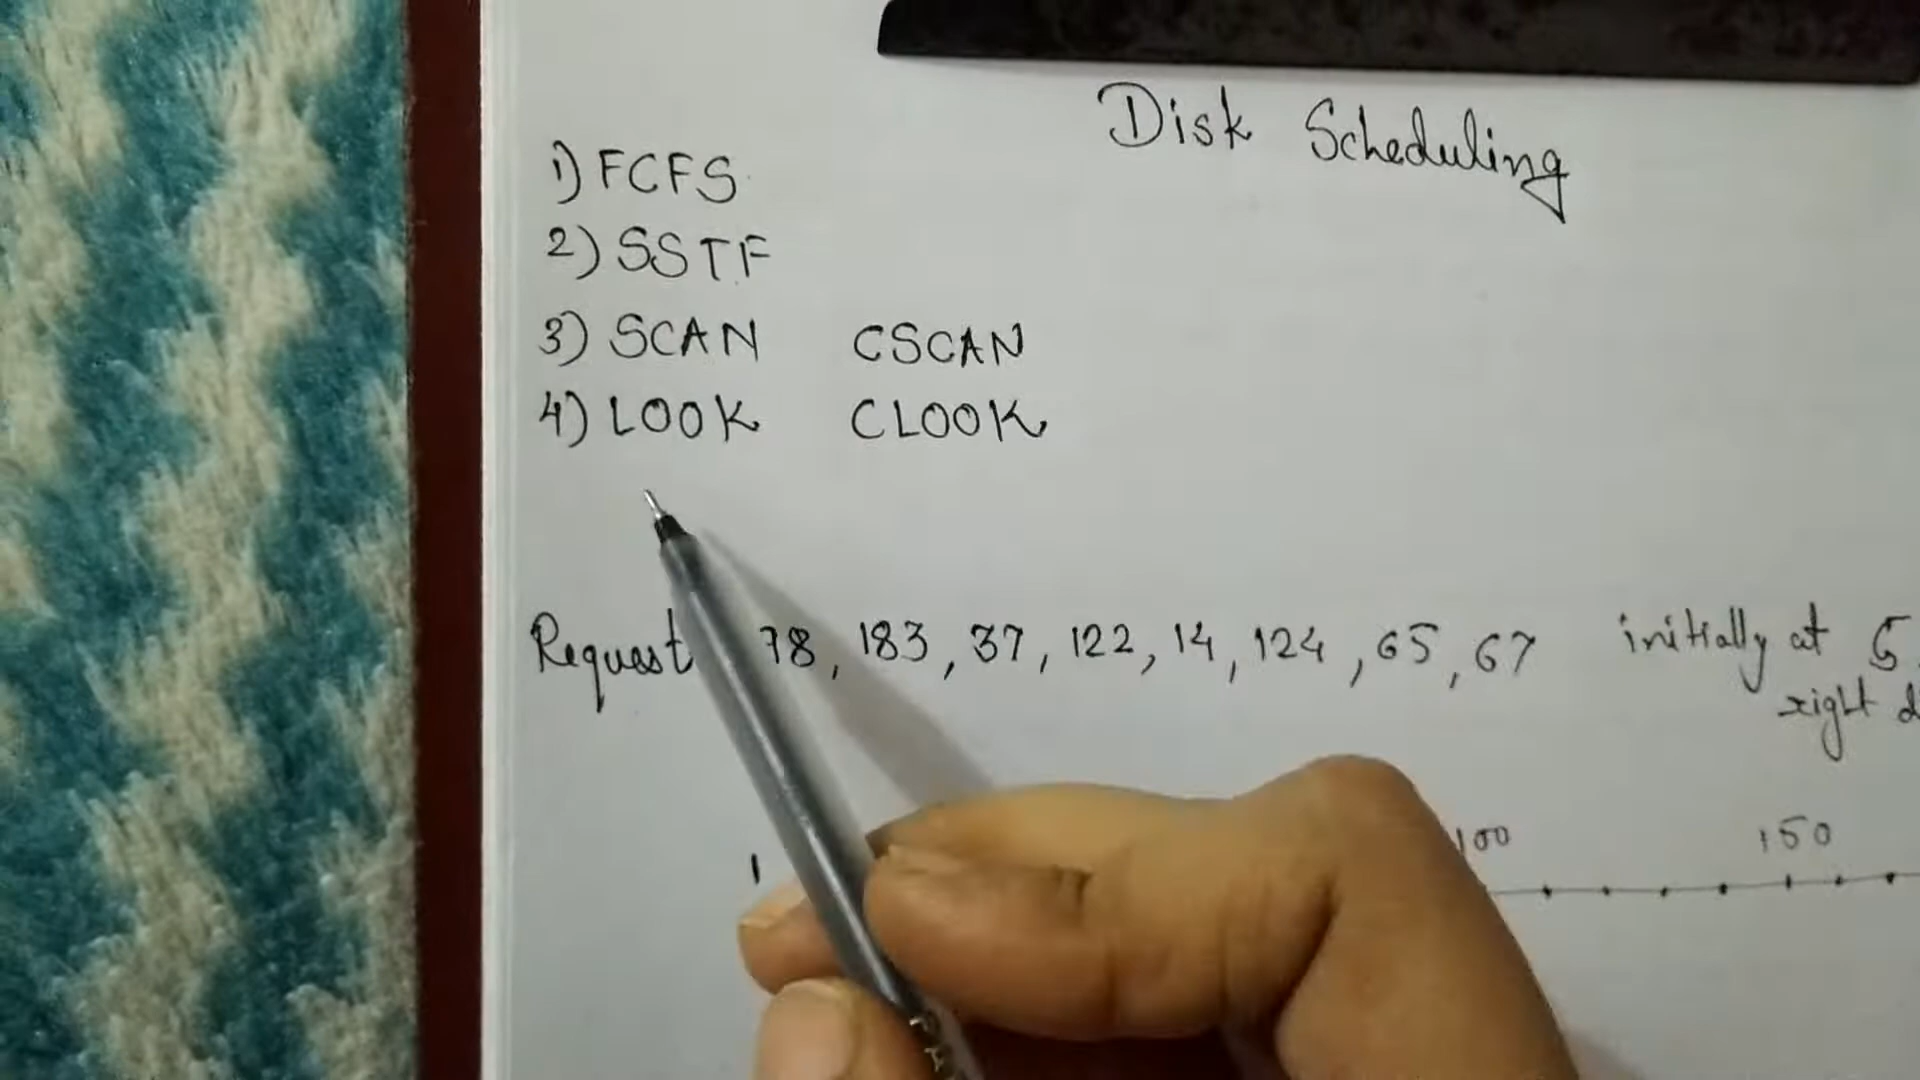 Disk Scheduling
1) FCFS
2) SSTF
3) SCAN CSCAN
4) LOOK CLOOK
Request 78, 183, 37, 122, 14, 124, 65, 67 initially at
right
100 150